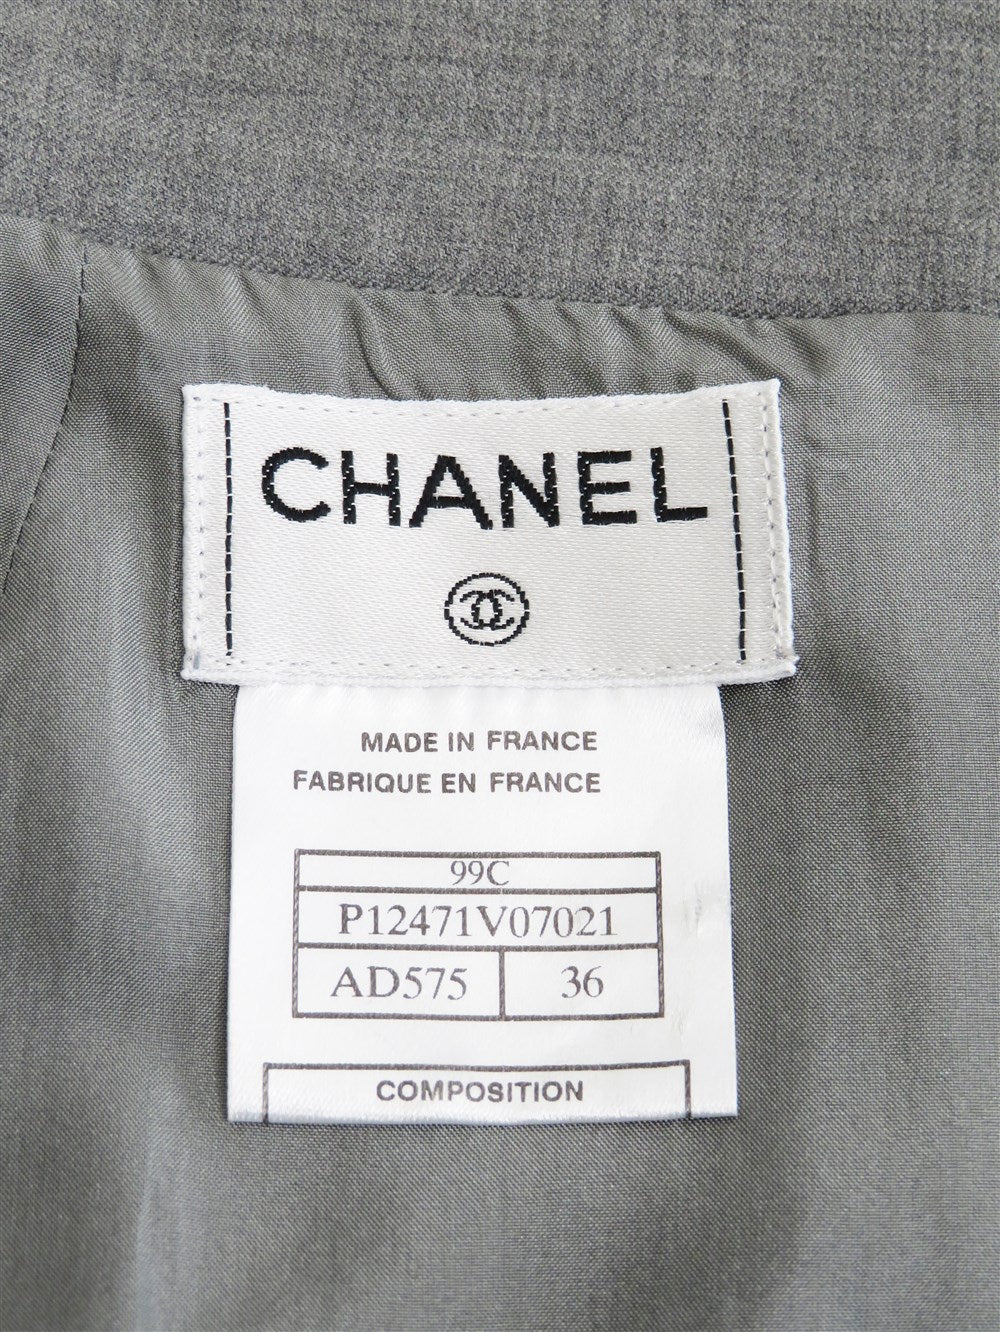 CHANEL
MADE IN FRANCE
FABRIQUE EN FRANCE
99C
P12471V07021
AD575 36
COMPOSITION